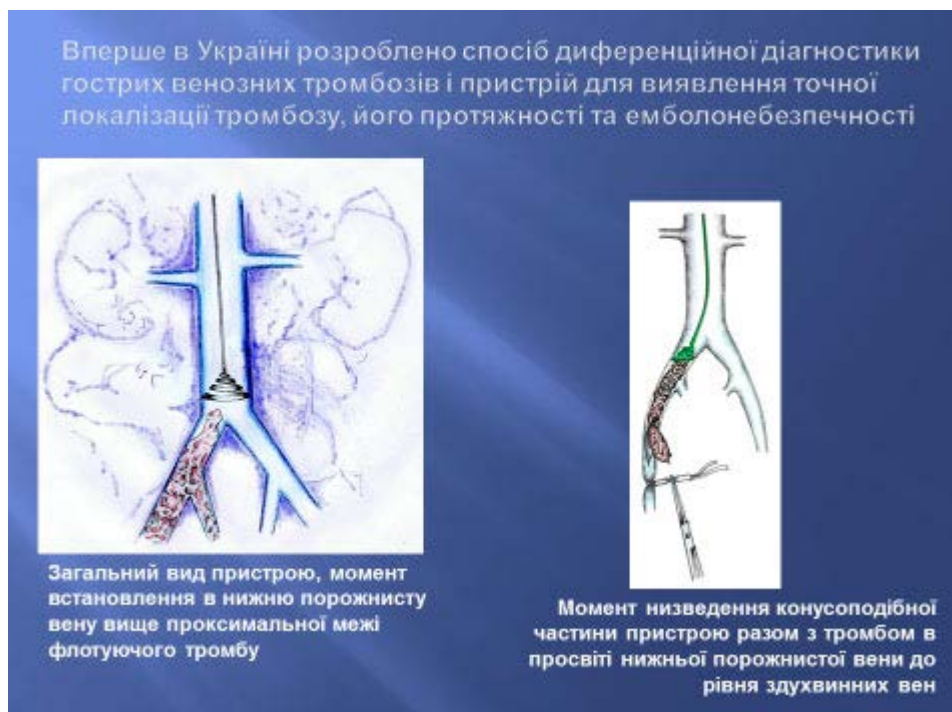 Вперше в Україні розроблено спосіб диференційної діагностики
гострих венозних тромбозів і пристрій для виявлення точної
локалізації тромбозу, його протяжності та емболонебезпечності
Загальний вид пристрою, момент
встановлення в нижню порожнисту
вену вище проксимальної межі
флотуючого тромбу
Момент низведення конусоподібної
частини пристрою разом з тромбом в
просвіті нижньої порожнистої вени до
рівня здухвинних вен